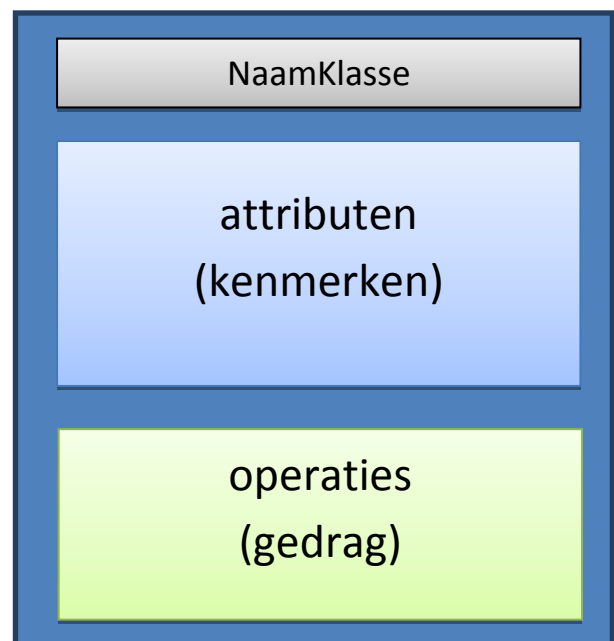 NaamKlasse
attributen
(kenmerken)
operaties
(gedrag)